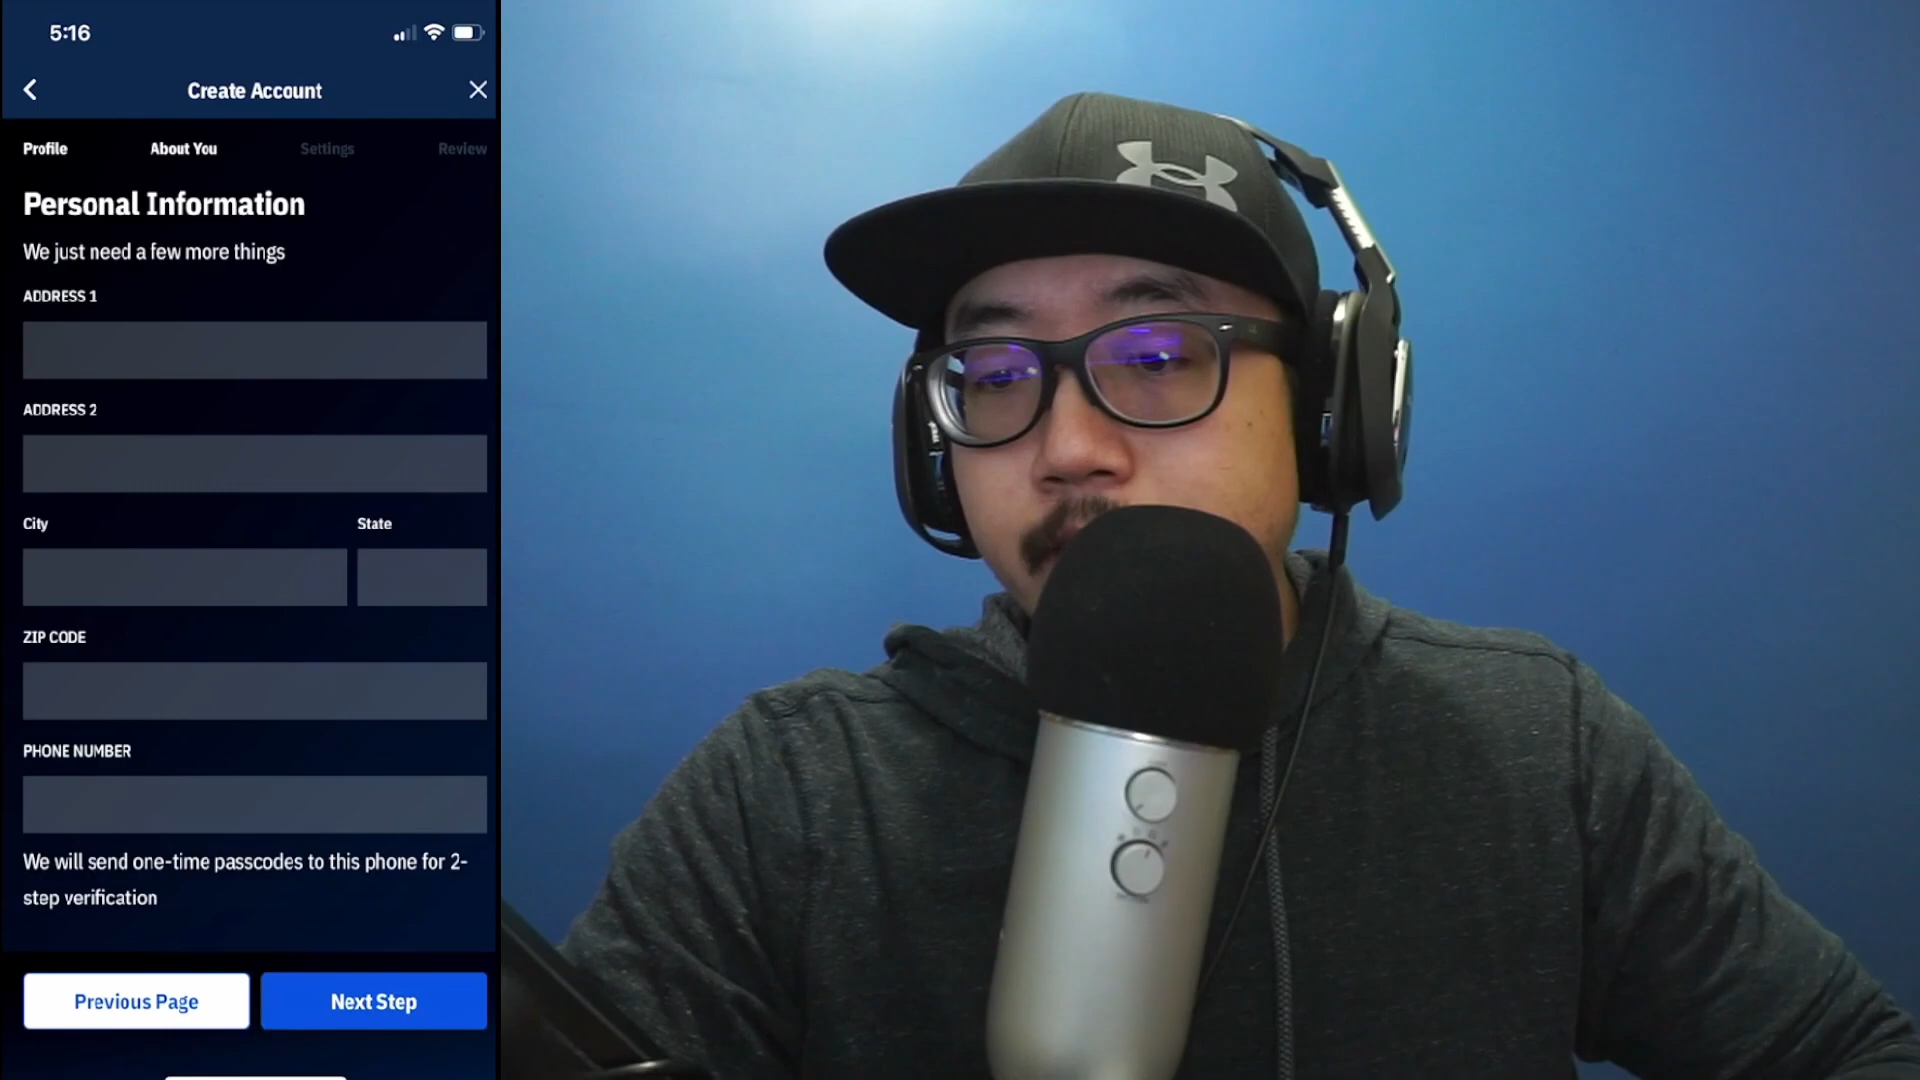 5:16
Create Account
Profile
About You
Settings
Review
Personal Information
We just need a few more things
ADDRESS 1
ADDRESS 2
City
State
ZIP CODE
PHONE NUMBER
We will send one-time passcodes to this phone for 2-
step verification
Previous Page
Next Step